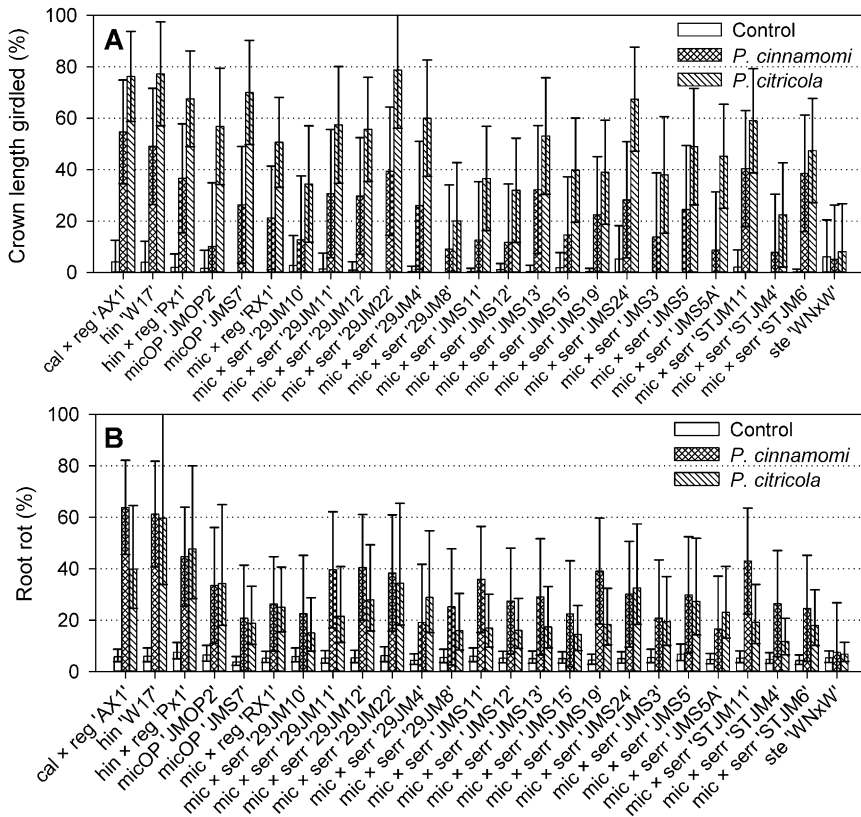 A
Crown length girdled (%)
100
80
60
40
20
0
Control
P. cinnamomi
P. citricola
cal × reg 'AX1'
hin 'W17'
hin × reg 'Px1'
micOP 'JMOP2'
micOP 'JMS7'
mic × reg 'RX1'
mic × serr '29JM10'
mic × serr '29JM11'
mic × serr '29JM12'
mic × serr '29JM22'
mic × serr '29JM4'
mic × serr '29JM8'
mic × serr 'JMS11'
mic × serr 'JMS12'
mic × serr 'JMS13'
mic × serr 'JMS15'
mic × serr 'JMS19'
mic × serr 'JMS24'
mic × serr 'JMS3'
mic × serr 'JMS5'
mic × serr 'JMS5A'
mic × serr 'STJM11'
mic × serr 'STJM4'
mic × serr 'STJM6'
ste 'WNxW'
B
Root rot (%)
100
80
60
40
20
0
Control
P. cinnamomi
P. citricola
cal × reg 'AX1'
hin 'W17'
hin × reg 'Px1'
micOP 'JMOP2'
micOP 'JMS7'
mic × reg 'RX1'
mic × serr '29JM10'
mic × serr '29JM11'
mic × serr '29JM12'
mic × serr '29JM22'
mic × serr '29JM4'
mic × serr '29JM8'
mic × serr 'JMS11'
mic × serr 'JMS12'
mic × serr 'JMS13'
mic × serr 'JMS15'
mic × serr 'JMS19'
mic × serr 'JMS24'
mic × serr 'JMS3'
mic × serr 'JMS5'
mic × serr 'JMS5A'
mic × serr 'STJM11'
mic × serr 'STJM4'
mic × serr 'STJM6'
ste 'WNxW'